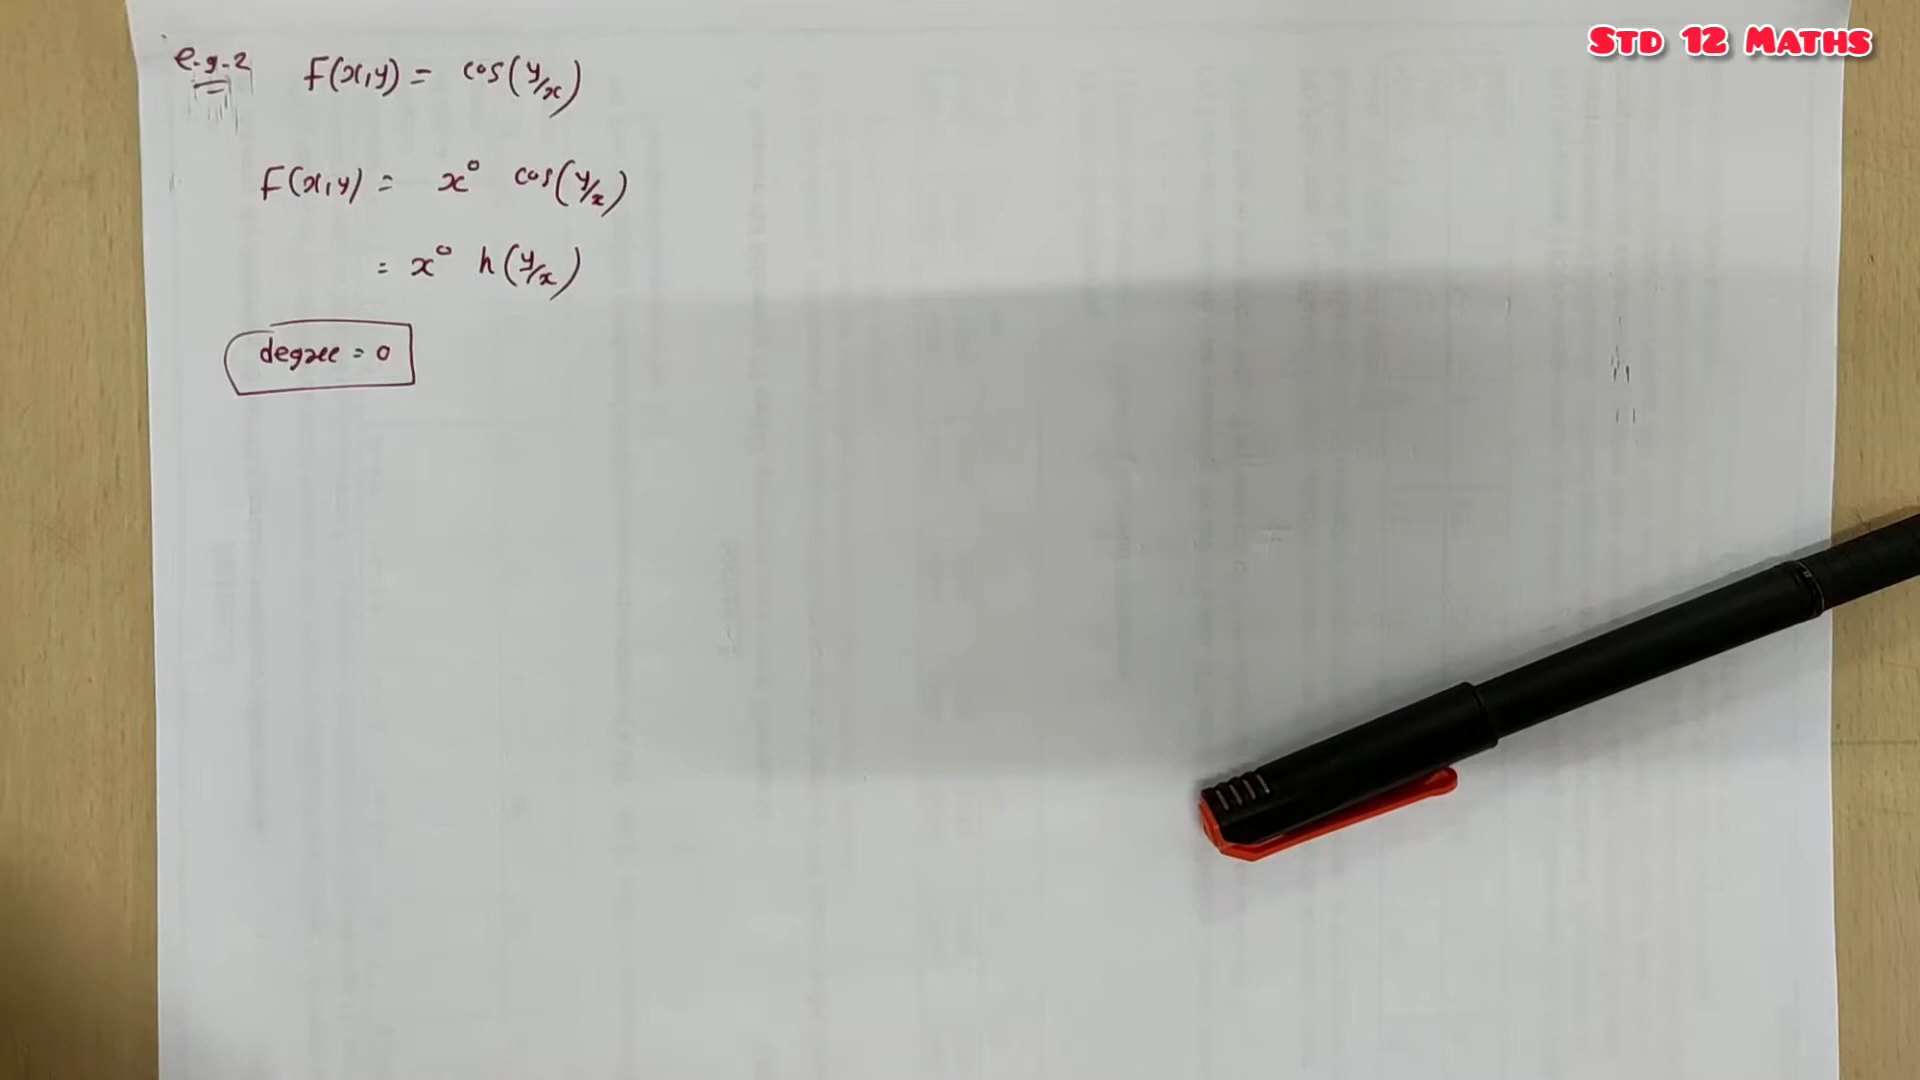 Std 12 Maths
e.g-2 F(x,y) = cos(y/x)
F(x,y) = x⁰ cos(y/x)
= x⁰ h(y/x)
degree = 0